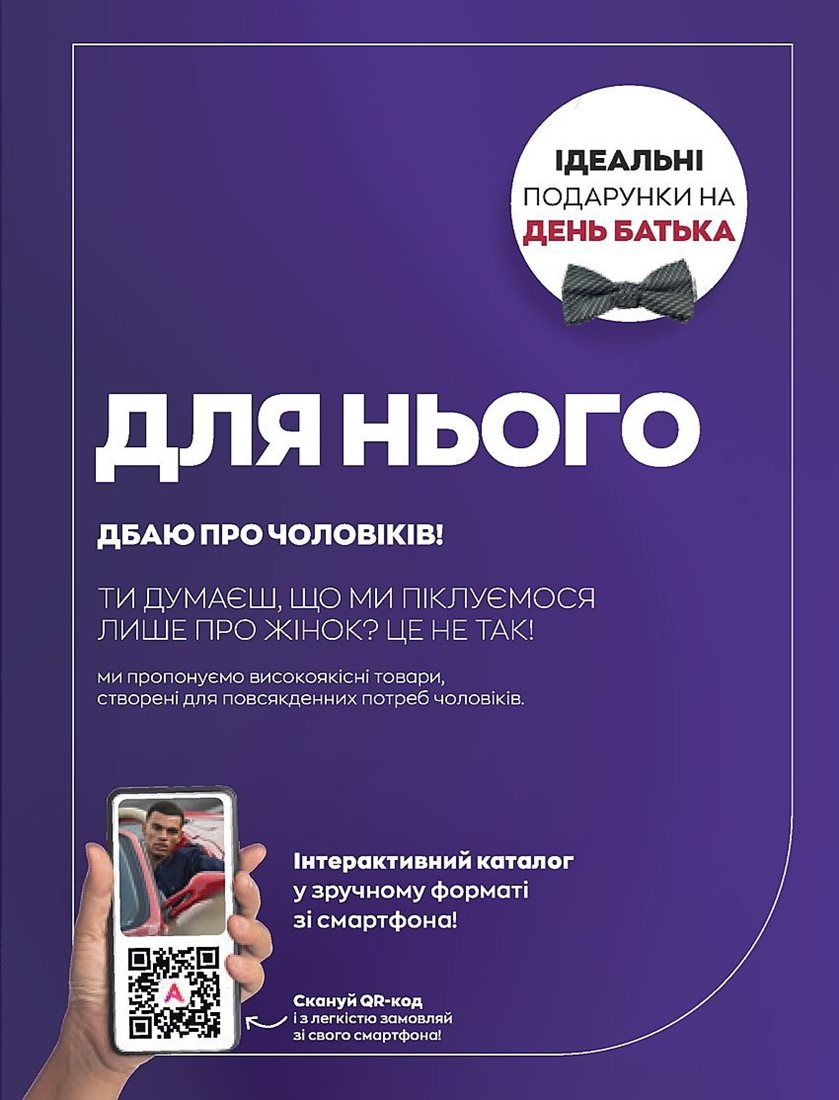 ІДЕАЛЬНІ
ПОДАРУНКИ НА
ДЕНЬ БАТЬКА
ДЛЯ НЬОГО
ДБАЮ ПРО ЧОЛОВІКІВ!
ТИ ДУМАЄШ, ЩО МИ ПІКЛУЄМОСЯ
ЛИШЕ ПРО ЖІНОК? ЦЕ НЕ ТАК!
ми пропонуємо високоякісні товари,
створені для повсякденних потреб чоловіків.
Інтерактивний каталог
у зручному форматі
зі смартфона!
Скануй QR-код
і з легкістю замовляй
зі свого смартфона!